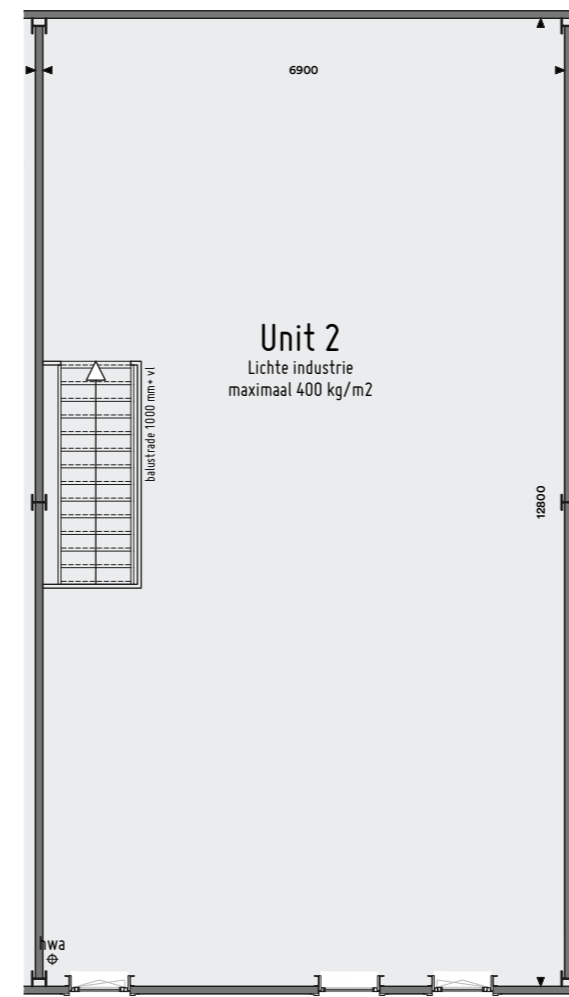 6900
Unit 2
Lichte industrie
maximaal 400 kg/m2
balustrade 1000 mm+ vl
12800
hwa